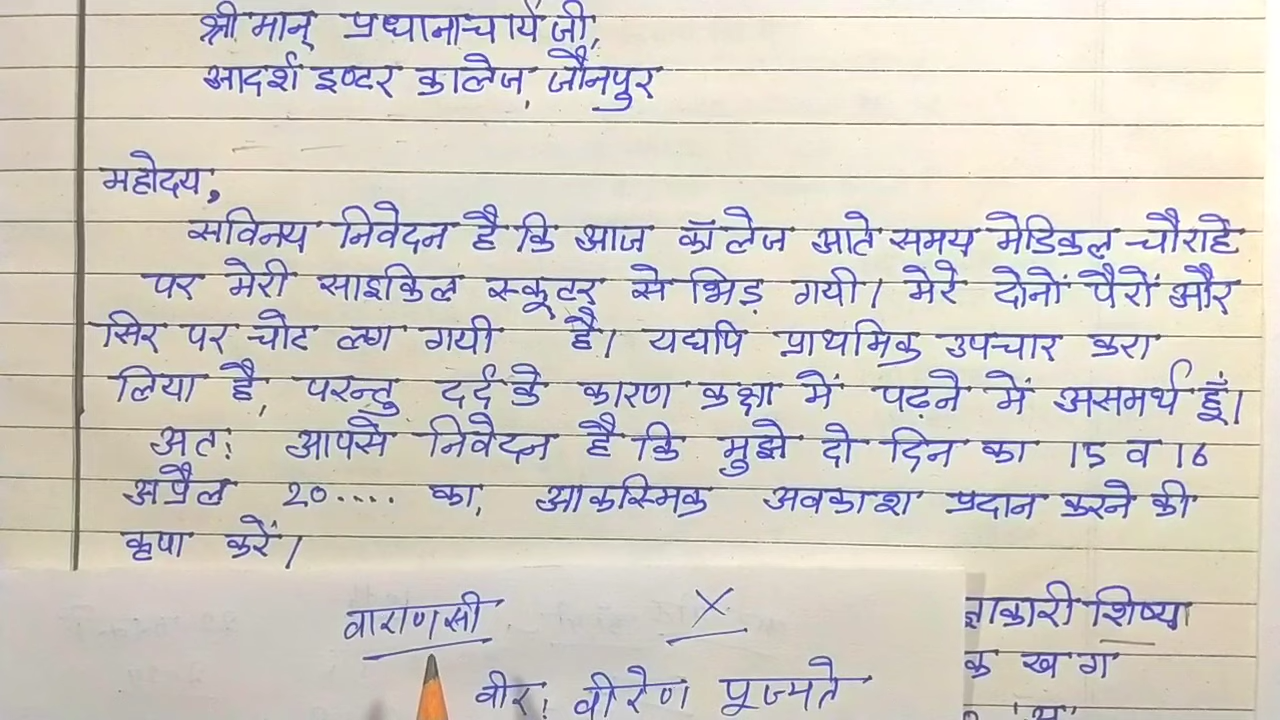 श्रीमान् प्रधानाचार्य जी,
आदर्श इण्टर कालेज, जौनपुर
महोदय,
सविनय निवेदन है कि आज कॉलेज आते समय मेडिकल चौराहे
पर मेरी साइकिल स्कूटर से भिड़ गयी। मेरे दोनों पैरों और
सिर पर चोट लग गयी है। यद्यपि प्राथमिक उपचार करा
लिया है, परन्तु दर्द के कारण कक्षा में पढ़ने में असमर्थ हूँ।
अतः आपसे निवेदन है कि मुझे दो दिन का 15 व 16
अप्रैल 20.... का, आकस्मिक अवकाश प्रदान करने की
कृपा करें।
ज्ञाकारी शिष्या
क ख ग
वाराणसी X
वीरः वीरेण पूज्यते